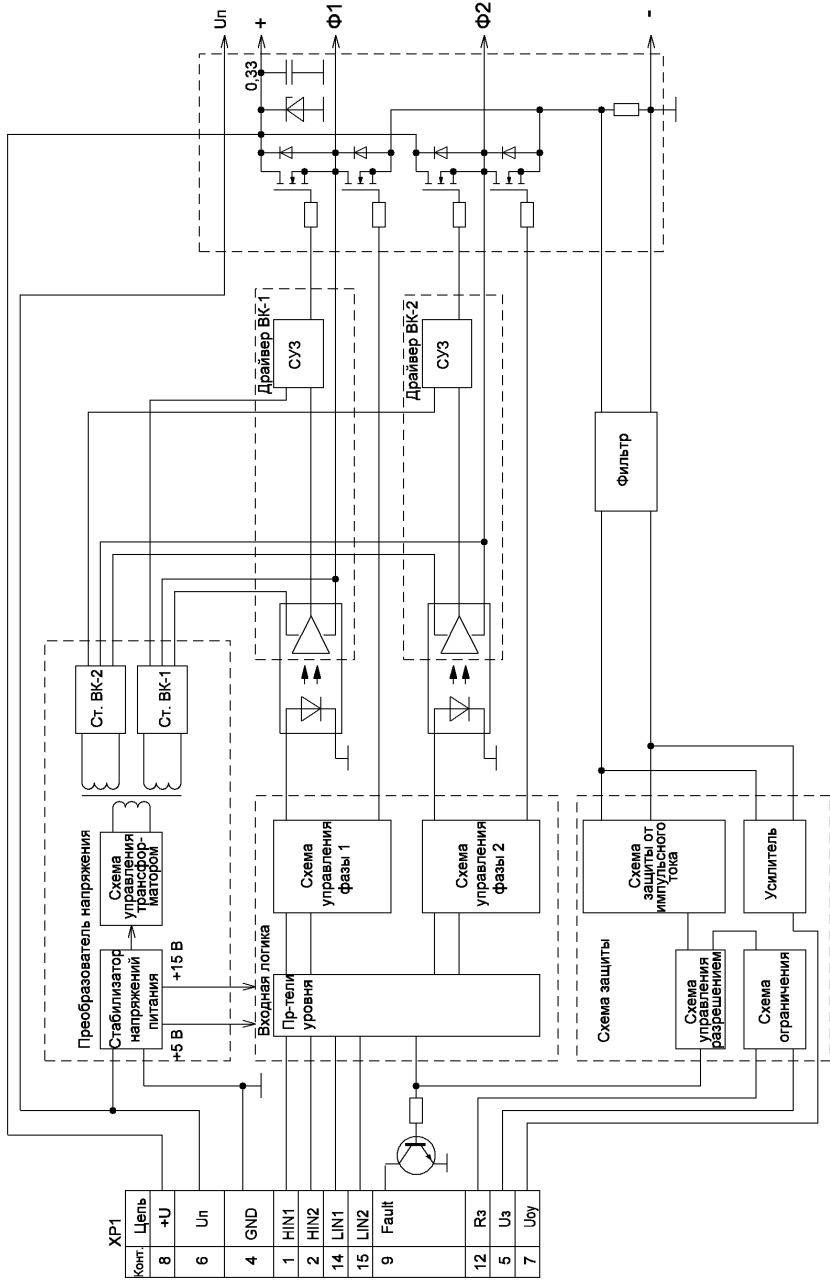 XP1
Конт. Цепь
8 +U
6 Uп
4 GND
1 HIN1
2 HIN2
14 LIN1
15 LIN2
9 Fault
12 Rз
5 Uз
7 Uоу
Преобразователь напряжения
Стабилизатор
напряжений
питания
+5 В
+15 В
Схема
управления
трансфор-
матором
Ст. ВК-2
Ст. ВК-1
Входная логика
Пр-тели
уровня
Схема
управления
фазы 1
Схема
управления
фазы 2
Схема защиты
Схема
управления
разрешением
Схема
ограничения
Схема
защиты от
импульсного
тока
Усилитель
Фильтр
Драйвер ВК-1
СУЗ
Драйвер ВК-2
СУЗ
0,33
Uп
+
Ф1
Ф2
-